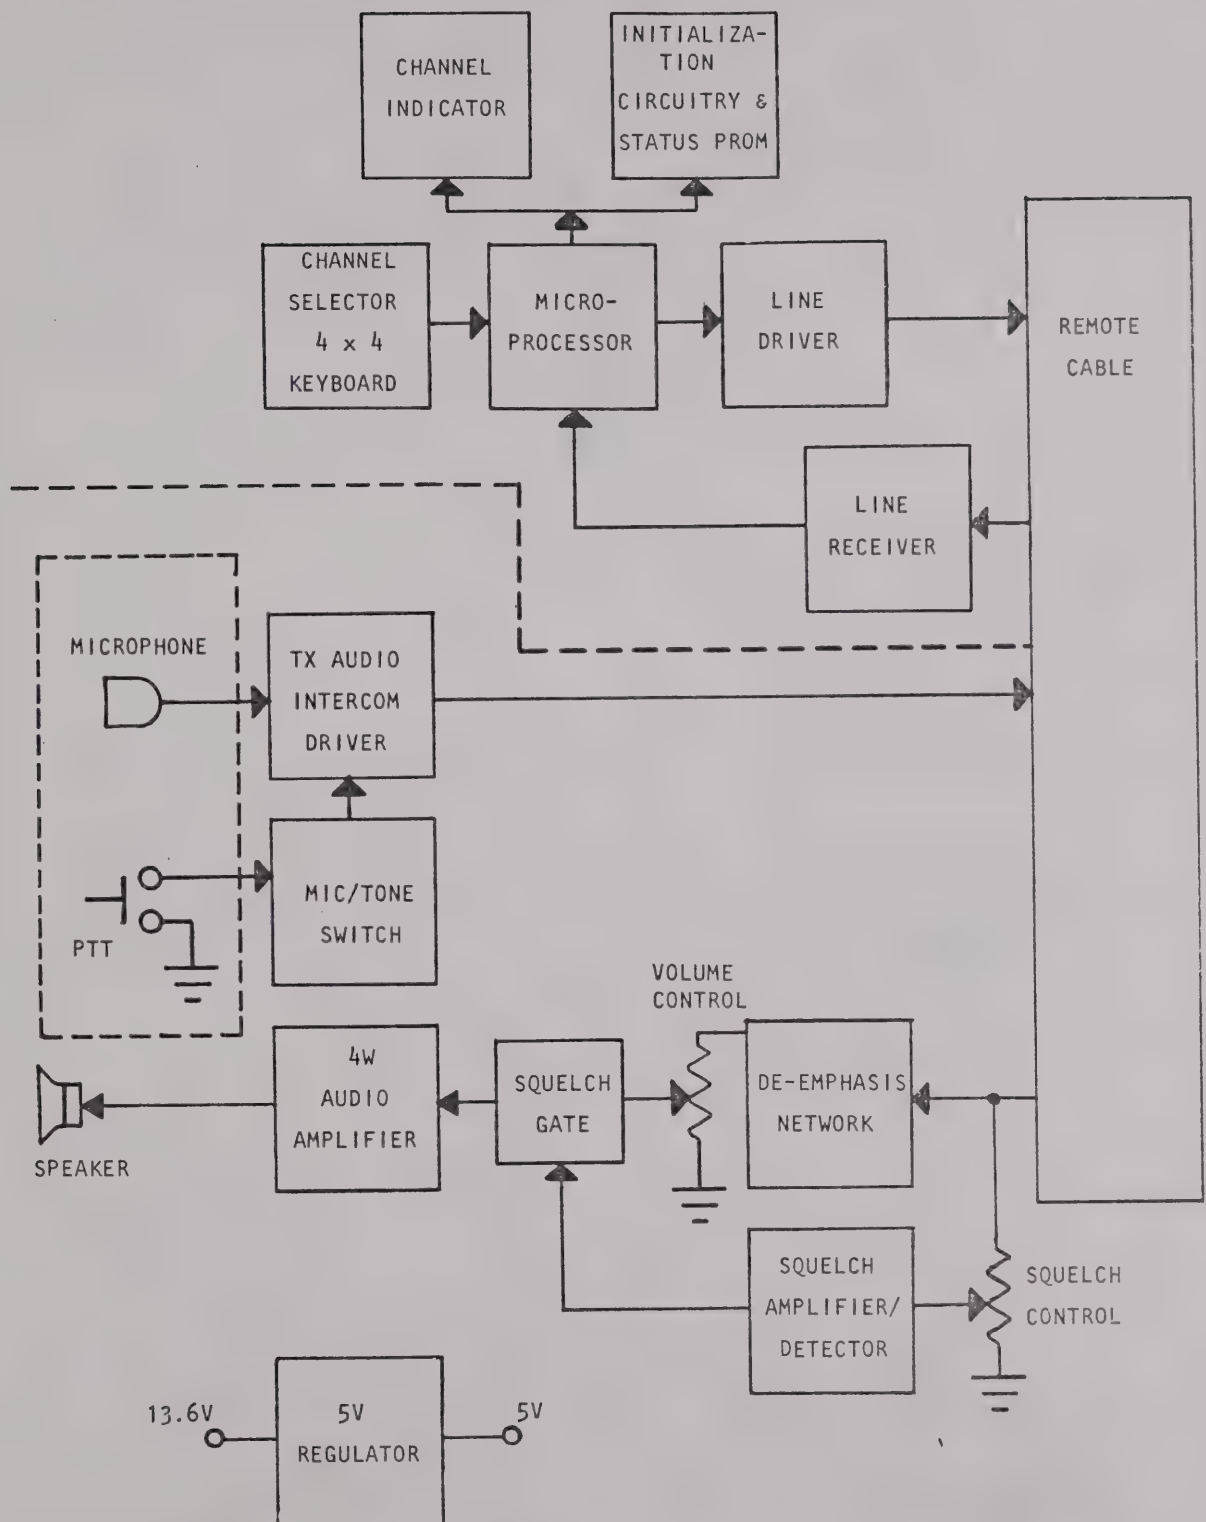 CHANNEL
INDICATOR
INITIALIZA-
TION
CIRCUITRY &
STATUS PROM
CHANNEL
SELECTOR
4 x 4
KEYBOARD
MICRO-
PROCESSOR
LINE
DRIVER
REMOTE
CABLE
LINE
RECEIVER
MICROPHONE
TX AUDIO
INTERCOM
DRIVER
PTT
MIC/TONE
SWITCH
VOLUME
CONTROL
SPEAKER
4W
AUDIO
AMPLIFIER
SQUELCH
GATE
DE-EMPHASIS
NETWORK
SQUELCH
AMPLIFIER/
DETECTOR
SQUELCH
CONTROL
13.6V
5V
REGULATOR
5V